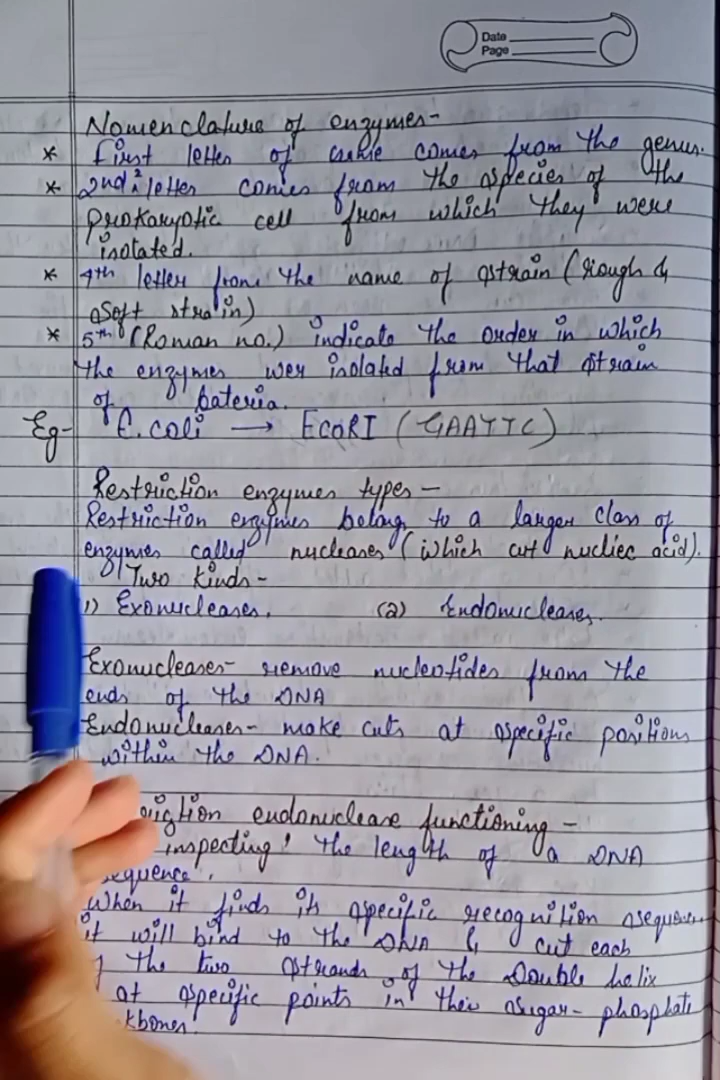 Date
Page
Nomenclature of enzymes-
* First letter of name comes from the genus.
* 2nd ^2 letter comes from the species of the
prokaryotic cell from which they were
isolated.
* 4th letter from the name of strain (rough &
soft strain)
* 5th (Roman no.) indicate the order in which
the enzymes wer isolated from that strain
of bateria.
Eg- E.coli → EcoRI (GAATTC)
Restriction enzymes types-
Restriction enzymes belong to a larger class of
enzymes called nucleases (which cut nucliec acid).
Two kinds-
1) Exonucleases. (2) Endonucleases.
Exonucleases- remove nucleotides from the
ends of the DNA
Endonucleases- make cuts at specific positions
within the DNA.
endonuclease functioning-
inspecting' the length of a DNA
sequence.
When it finds its specific recognition sequence
it will bind to the DNA & cut each
the two strands of the Double helix
at specific points in their sugar-phosphate